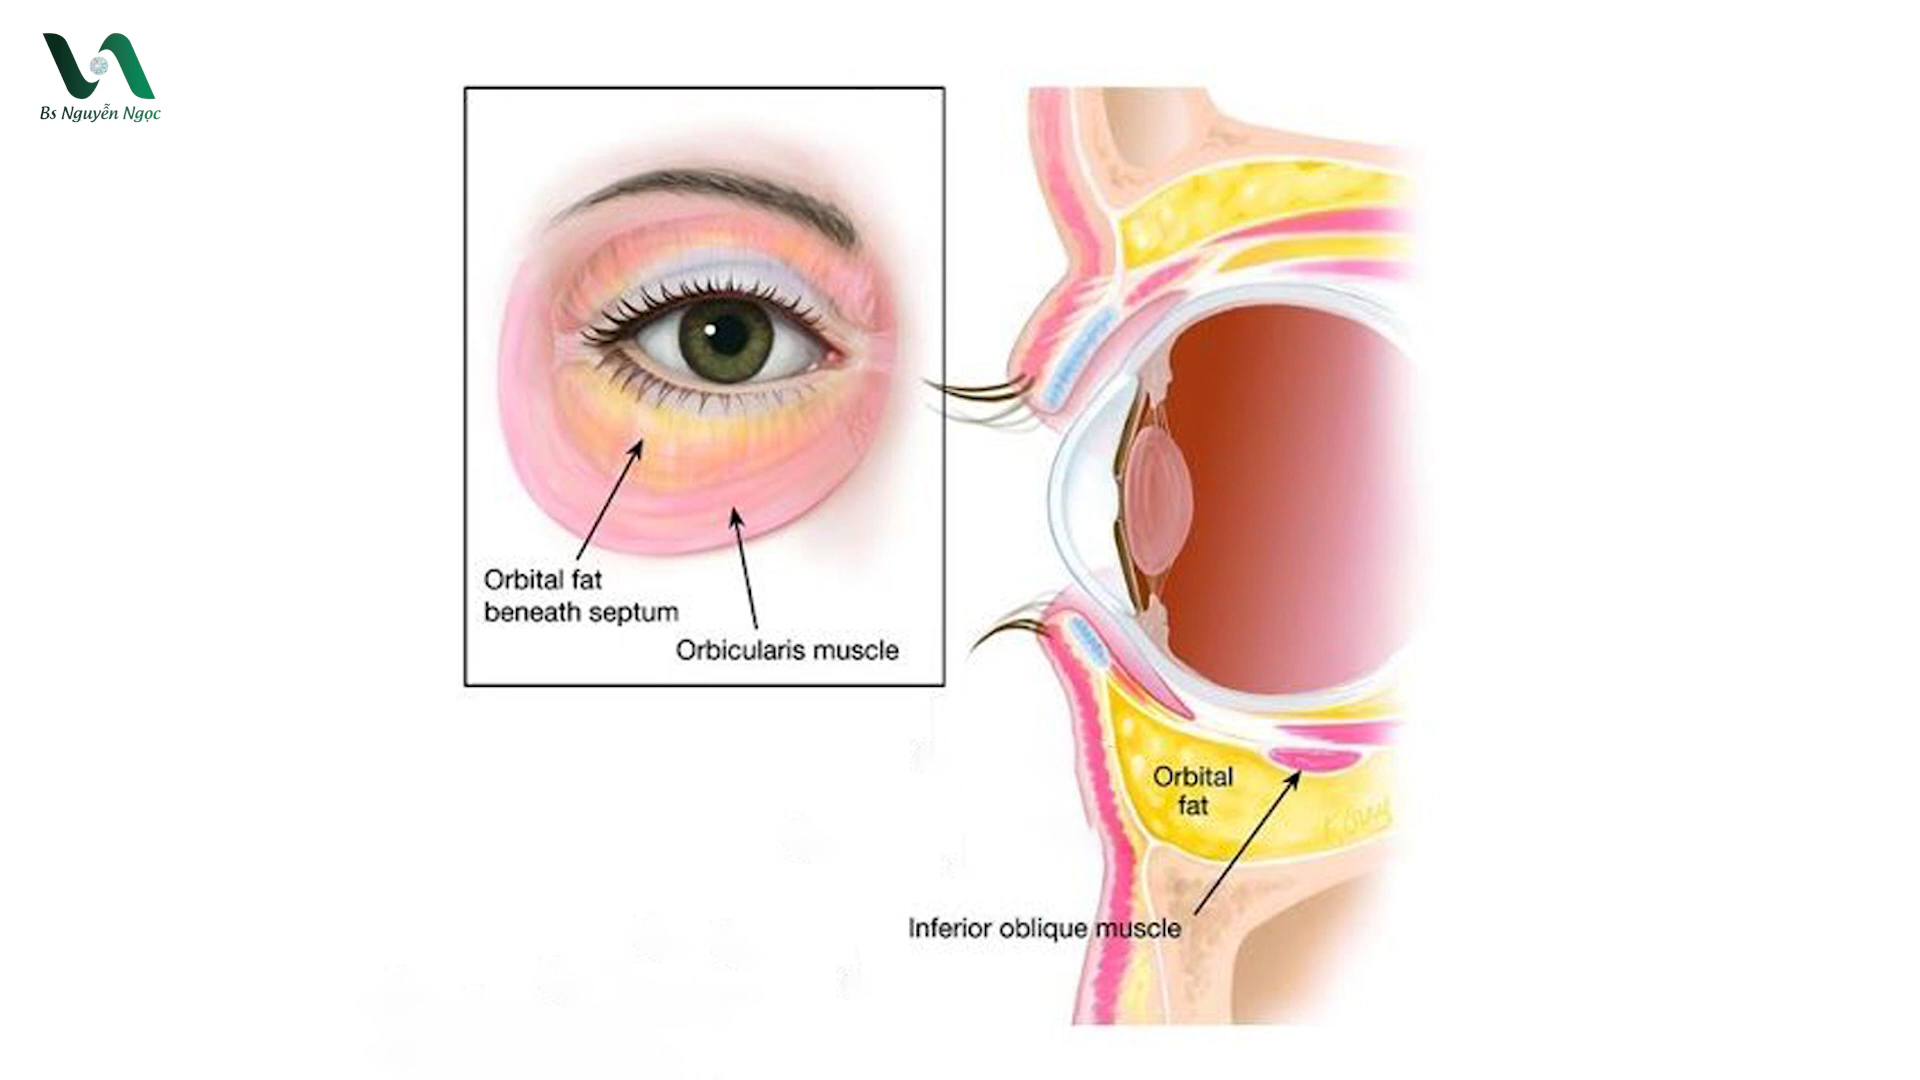 Bs Nguyễn Ngọc
Orbital fat
beneath septum
Orbicularis muscle
Orbital
fat
Inferior oblique muscle